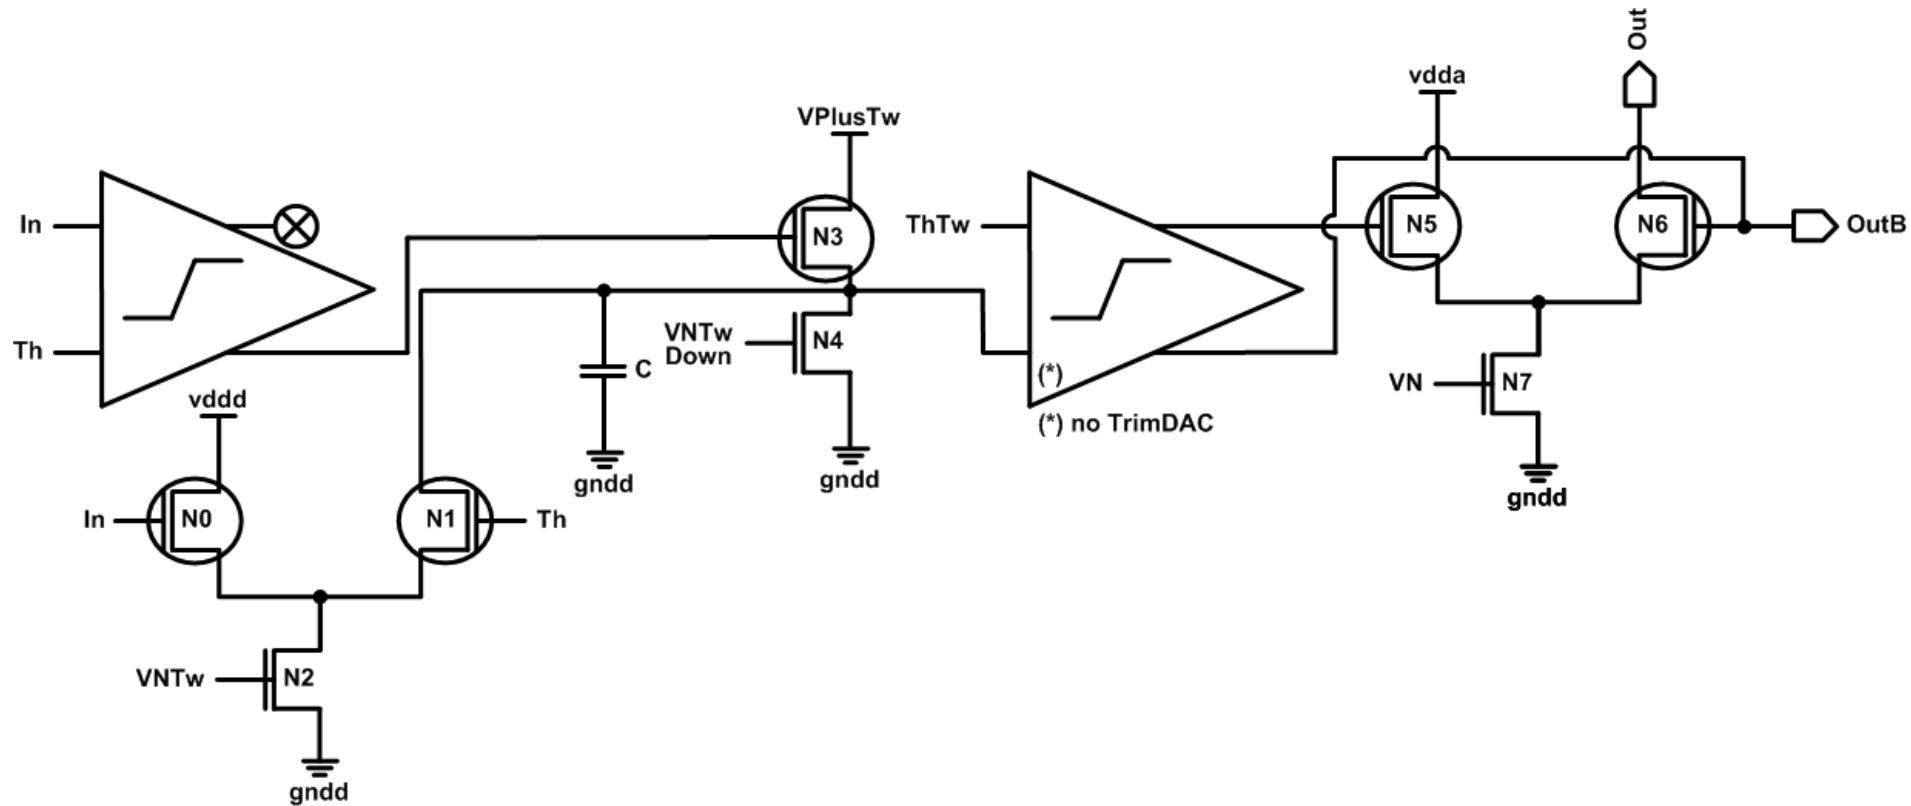 Out
vdda
VPlusTw
In
ThTw
N3
N5
N6
OutB
Th
VNTw
Down
N4
C
(*)
VN
N7
vddd
(*) no TrimDAC
gndd
gndd
gndd
In
N0
N1
Th
VNTw
N2
gndd